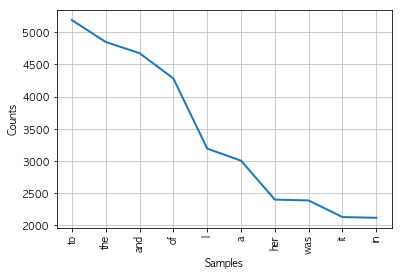 5000
4500
4000
3500
3000
2500
2000
Counts
to
the
and
of
I
a
her
was
it
in
Samples